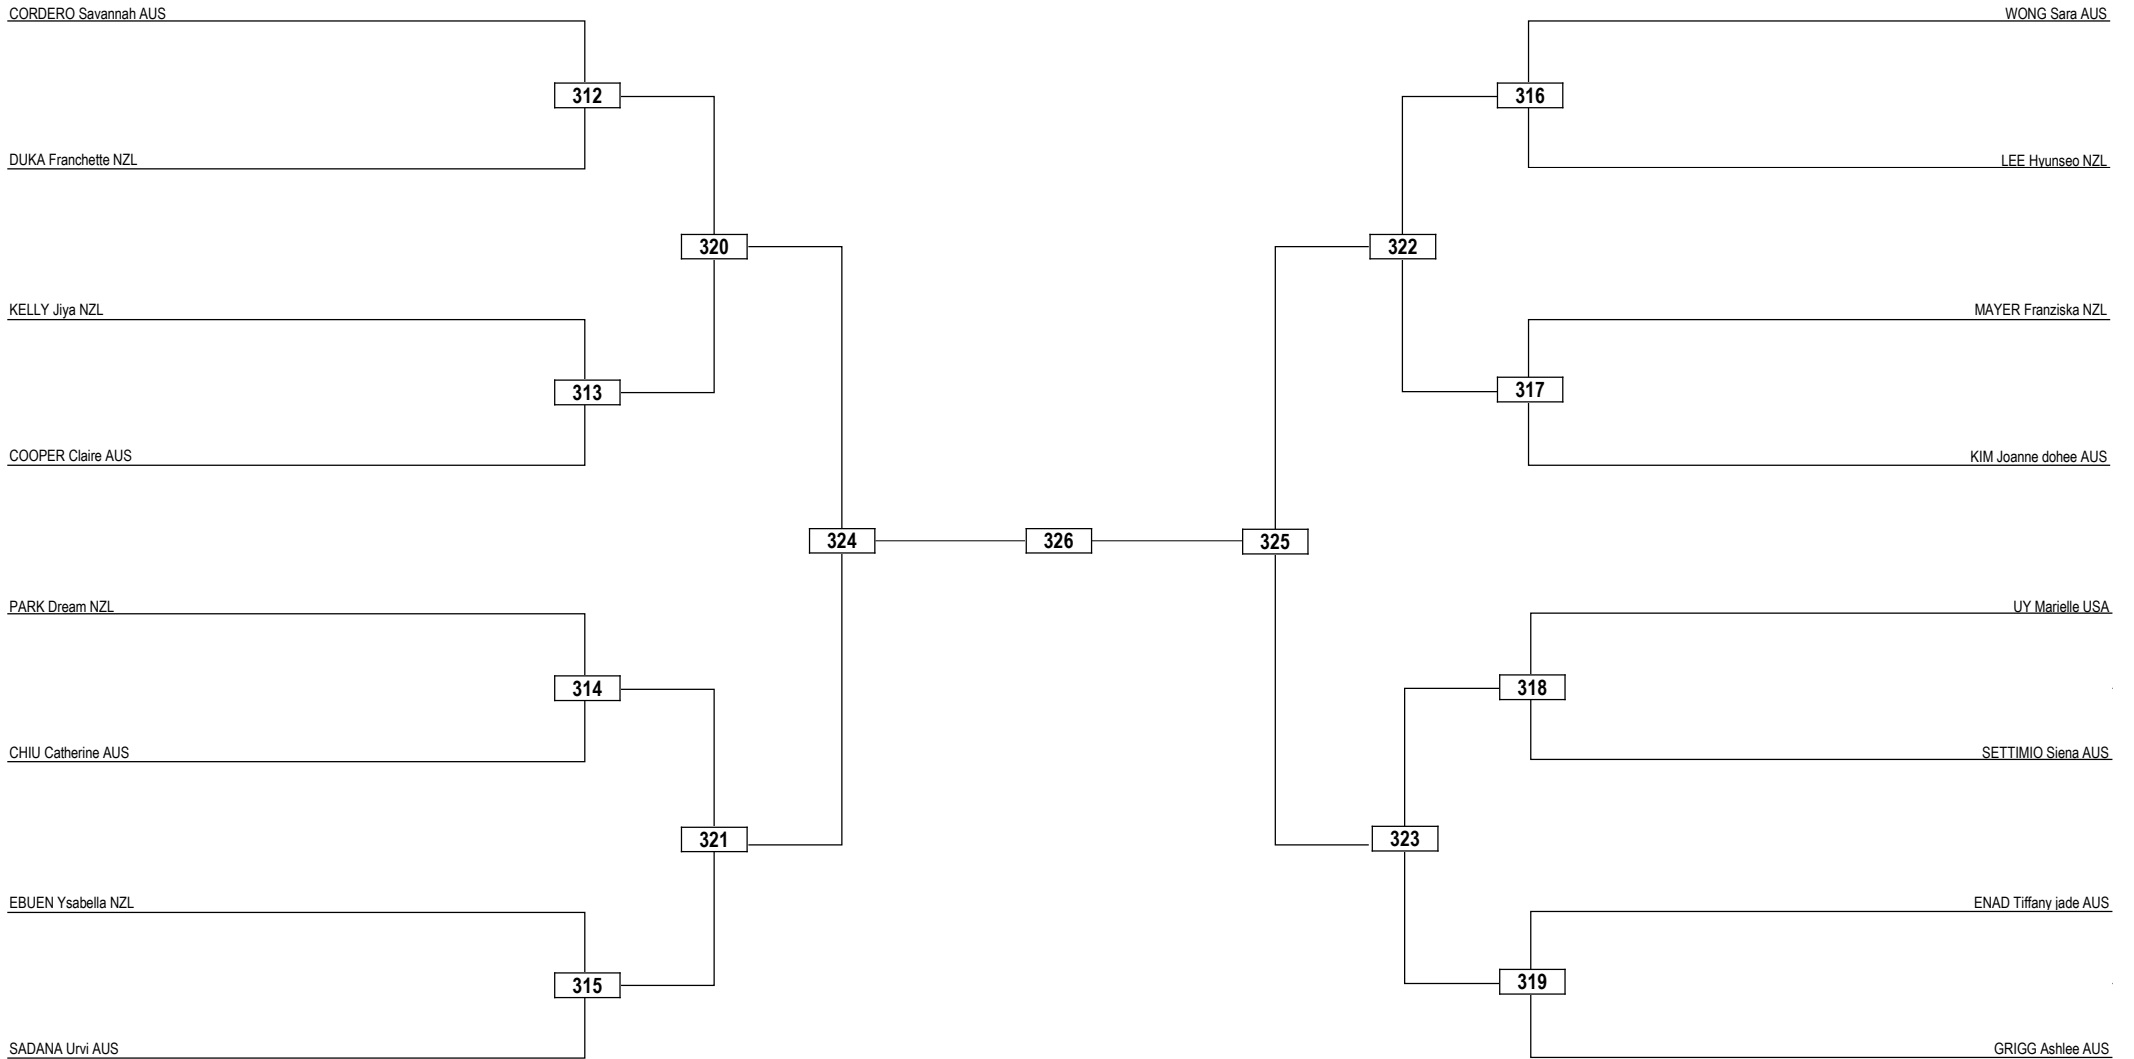 CORDERO Savannah AUS
WONG Sara AUS
312
316
DUKA Franchette NZL
LEE Hyunseo NZL
320
322
KELLY Jiya NZL
MAYER Franziska NZL
313
317
COOPER Claire AUS
KIM Joanne dohee AUS
324
326
325
PARK Dream NZL
UY Marielle USA
314
318
CHIU Catherine AUS
SETTIMIO Siena AUS
321
323
EBUEN Ysabella NZL
ENAD Tiffany jade AUS
315
319
SADANA Urvi AUS
GRIGG Ashlee AUS